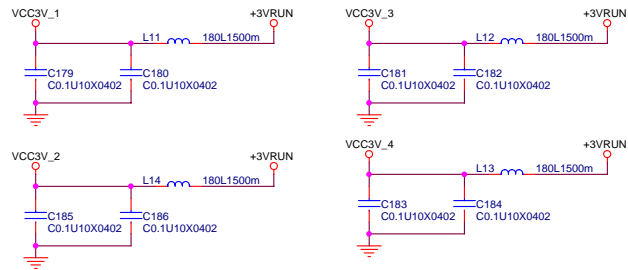 VCC3V_1
+3VRUN
L11
180L1500m
C179
C0.1U10X0402
C180
C0.1U10X0402
VCC3V_3
+3VRUN
L12
180L1500m
C181
C0.1U10X0402
C182
C0.1U10X0402
VCC3V_2
+3VRUN
L14
180L1500m
C185
C0.1U10X0402
C186
C0.1U10X0402
VCC3V_4
+3VRUN
L13
180L1500m
C183
C0.1U10X0402
C184
C0.1U10X0402